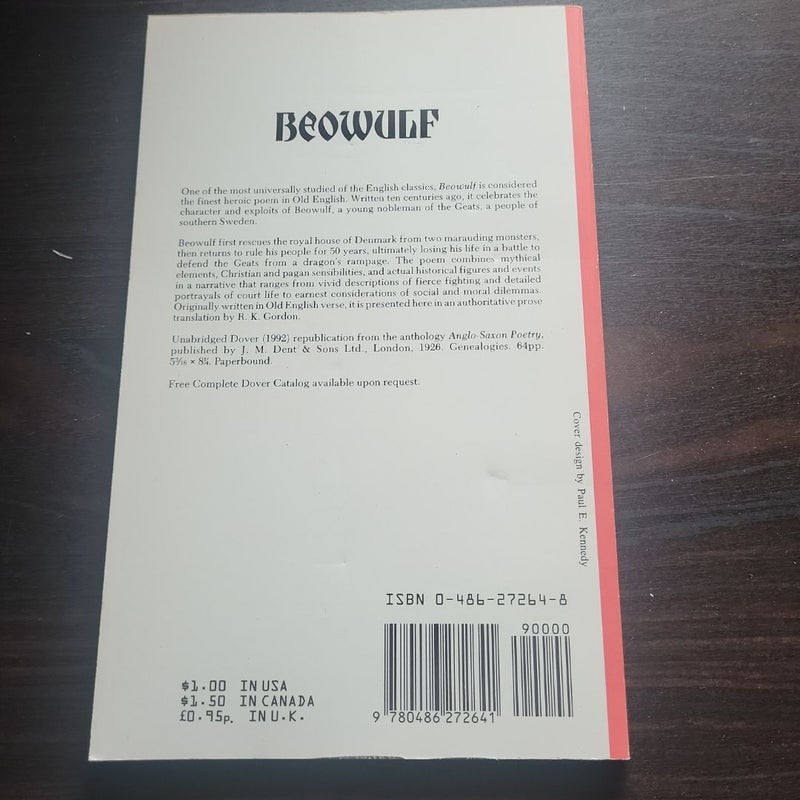 BEOWULF
One of the most universally studied of the English classics, Beowulf is considered
the finest heroic poem in Old English. Written ten centuries ago, it celebrates the
character and exploits of Beowulf, a young nobleman of the Geats, a people of
southern Sweden.
Beowulf first rescues the royal house of Denmark from two marauding monsters,
then returns to rule his people for 50 years, ultimately losing his life in a battle to
defend the Geats from a dragon's rampage. The poem combines mythical
elements, Christian and pagan sensibilities, and actual historical figures and events
in a narrative that ranges from vivid descriptions of fierce fighting and detailed
portrayals of court life to earnest considerations of social and moral dilemmas.
Originally written in Old English verse, it is presented here in an authoritative prose
translation by R. K. Gordon.
Unabridged Dover (1992) republication from the anthology Anglo-Saxon Poetry,
published by J. M. Dent & Sons Ltd., London, 1926. Genealogies. 64pp.
5³⁄₁₆ × 8¼. Paperbound.
Free Complete Dover Catalog available upon request.
Cover design by Paul E. Kennedy
ISBN 0-486-27264-8
90000
$1.00 IN USA
$1.50 IN CANADA
£0.95p. IN U.K.
9 780486 272641